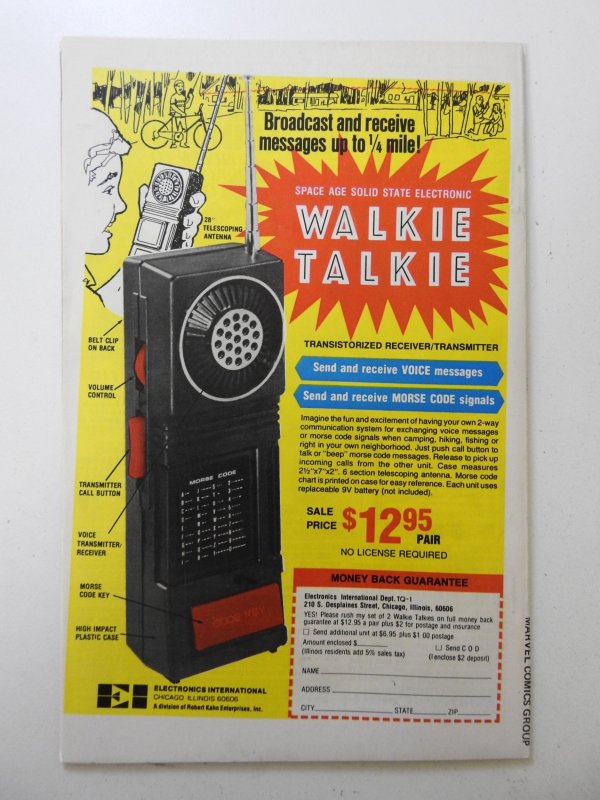 Broadcast and receive
messages up to 1/4 mile!
SPACE AGE SOLID STATE ELECTRONIC
WALKIE
TALKIE
28"
TELESCOPING
ANTENNA
TRANSISTORIZED RECEIVER/TRANSMITTER
Send and receive VOICE messages
Send and receive MORSE CODE signals
Imagine the fun and excitement of having your own 2-way
communication system for exchanging voice messages
or morse code signals when camping, hiking, fishing or
right in your own neighborhood. Just push call button to
talk or "beep" morse code messages. Release to pick up
incoming calls from the other unit. Case measures
2½"x7"x2". 6 section telescoping antenna. Morse code
chart is printed on case for easy reference. Each unit uses
replaceable 9V battery (not included).
BELT CLIP
ON BACK
VOLUME
CONTROL
TRANSMITTER
CALL BUTTON
VOICE
TRANSMITTER/
RECEIVER
MORSE
CODE KEY
HIGH IMPACT
PLASTIC CASE
MORSE CODE
CODE KEY
SALE
PRICE $12.95
PAIR
NO LICENSE REQUIRED
MONEY BACK GUARANTEE
Electronics International Dept. TQ-1
210 S. Desplaines Street, Chicago, Illinois, 60606
YES! Please rush my set of 2 Walkie Talkies on full money back
guarantee at $12.95 a pair plus $2 for postage and insurance
Send additional unit at $6.95 plus $1.00 postage
Amount enclosed $
Send C O D
(Illinois residents add 5% sales tax)
(I enclose $2 deposit)
NAME
ADDRESS
CITY STATE ZIP
ELECTRONICS INTERNATIONAL
CHICAGO ILLINOIS 60606
A division of Robert Kahn Enterprises, Inc.
MARVEL COMICS GROUP